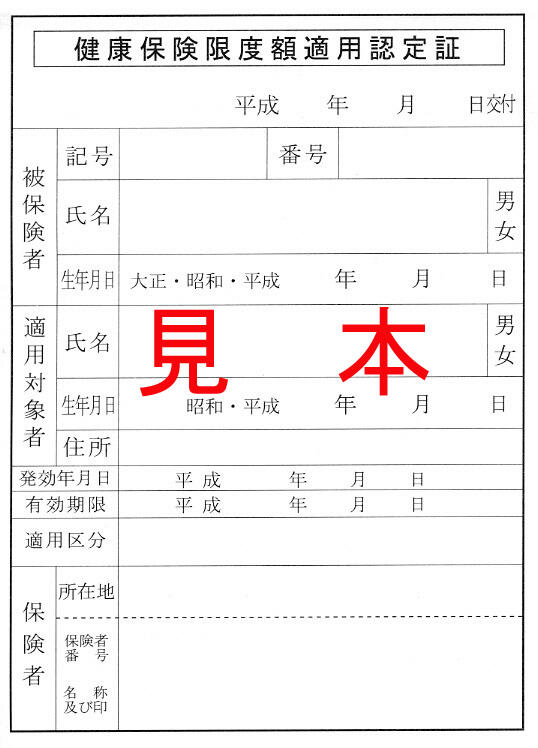 健康保険限度額適用認定証
平成 年 月 日交付
被保険者
記号 番号
氏名 男 女
生年月日 大正・昭和・平成 年 月 日
適用対象者
氏名 男 女
見本
生年月日 昭和・平成 年 月 日
住所
発効年月日 平成 年 月 日
有効期限 平成 年 月 日
適用区分
保険者
所在地
保険者
番号
名称
及び印